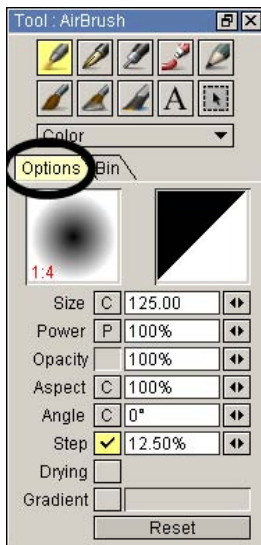 Tool : AirBrush
A
Color
Options Bin
1:4
Size C 125.00
Power P 100%
Opacity 100%
Aspect C 100%
Angle C 0°
Step 12.50%
Drying
Gradient
Reset